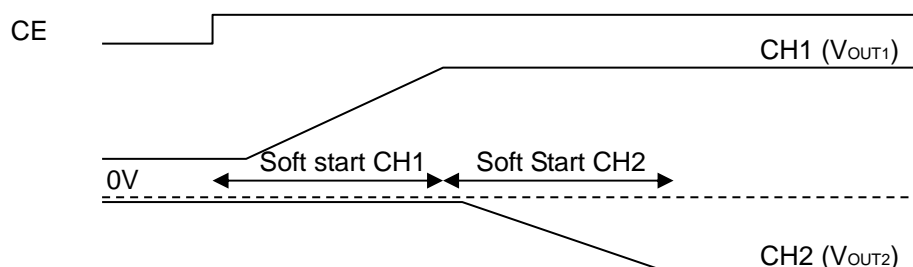 CE
CH1 (VOUT1)
Soft start CH1
Soft Start CH2
0V
CH2 (VOUT2)